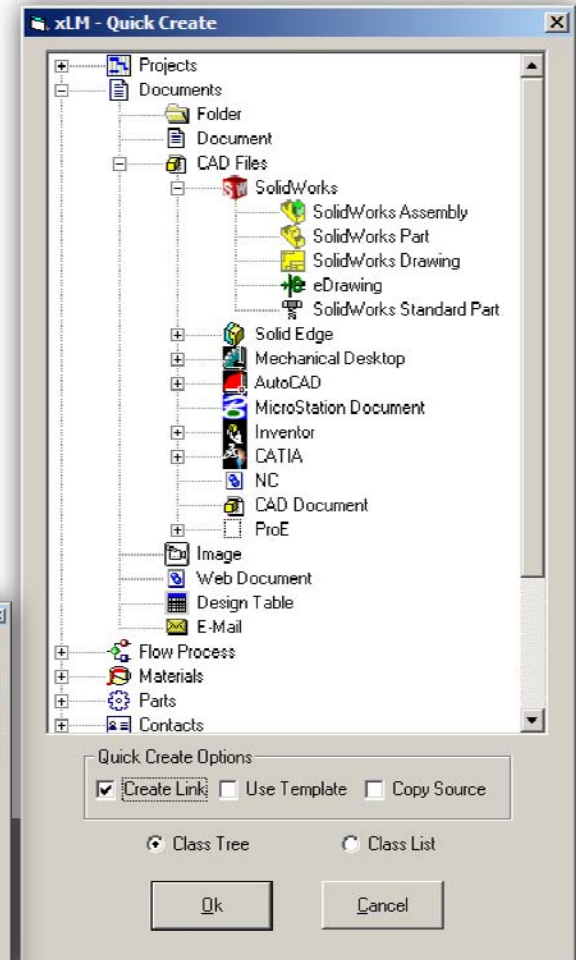 xLM - Quick Create
Projects
Documents
Folder
Document
CAD Files
SolidWorks
SolidWorks Assembly
SolidWorks Part
SolidWorks Drawing
eDrawing
SolidWorks Standard Part
Solid Edge
Mechanical Desktop
AutoCAD
MicroStation Document
Inventor
CATIA
NC
CAD Document
ProE
Image
Web Document
Design Table
E-Mail
Flow Process
Materials
Parts
Contacts
Quick Create Options
Create Link Use Template Copy Source
Class Tree Class List
Ok Cancel